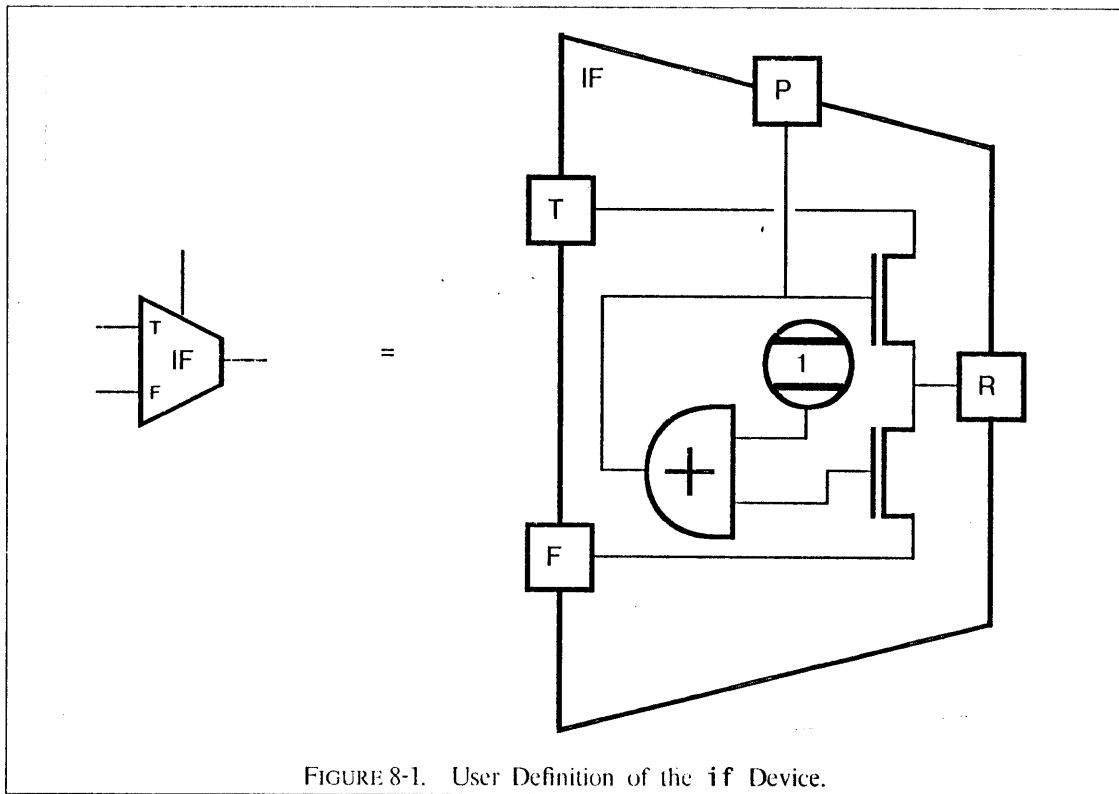 IF
P
T
T
IF
F
=
1
R
+
F
FIGURE 8-1. User Definition of the if Device.